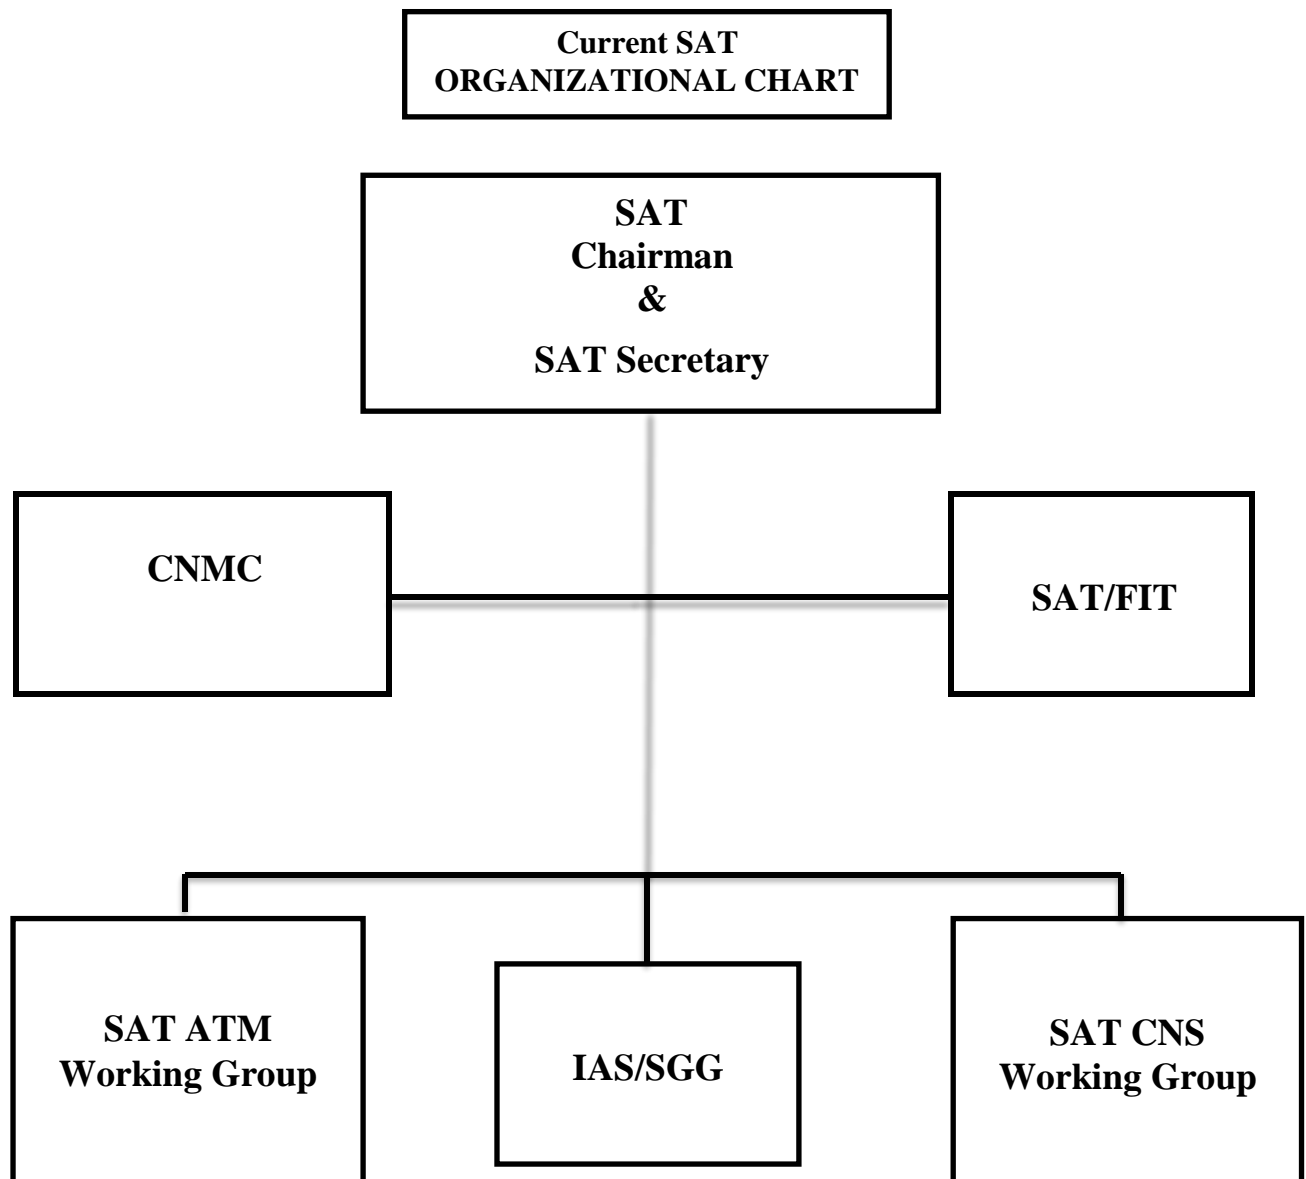 Current SAT
ORGANIZATIONAL CHART
SAT
Chairman
&
SAT Secretary
CNMC
SAT/FIT
SAT ATM
Working Group
IAS/SGG
SAT CNS
Working Group